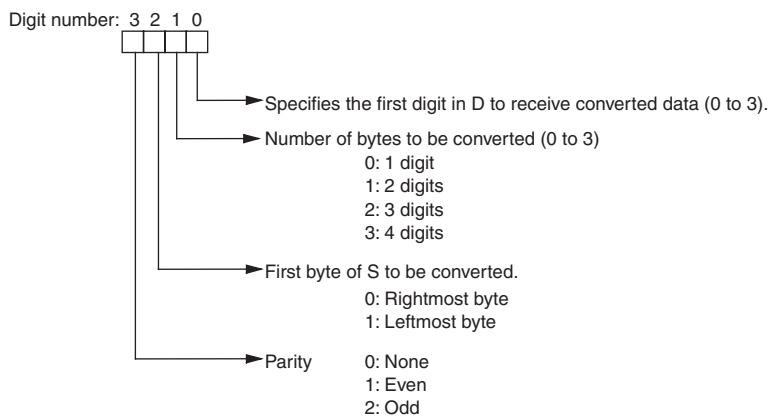 Digit number: 3 2 1 0
Specifies the first digit in D to receive converted data (0 to 3).
Number of bytes to be converted (0 to 3)
0: 1 digit
1: 2 digits
2: 3 digits
3: 4 digits
First byte of S to be converted.
0: Rightmost byte
1: Leftmost byte
Parity 0: None
1: Even
2: Odd